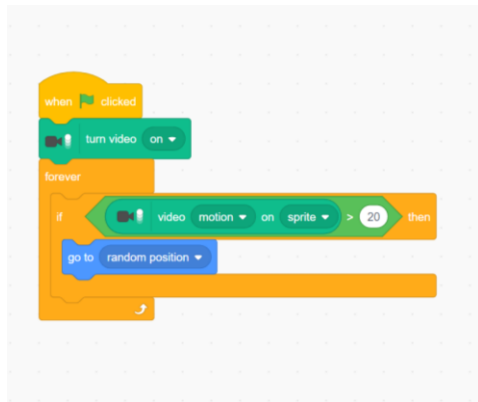 when clicked
turn video on
forever
if video motion on sprite > 20 then
go to random position